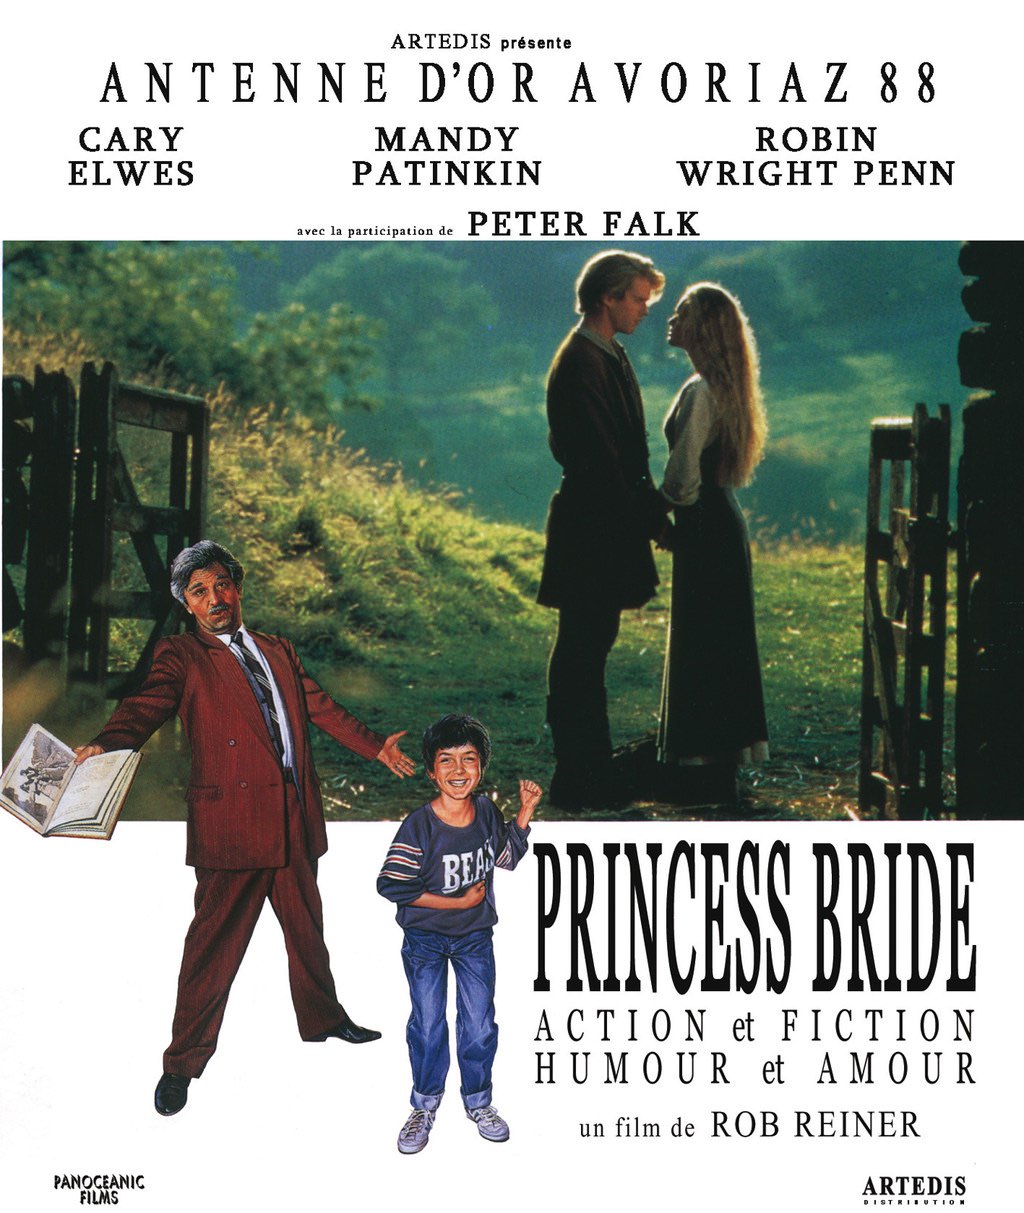 ARTEDIS présente
ANTENNE D'OR AVORIAZ 88
CARY ELWES
MANDY PATINKIN
ROBIN WRIGHT PENN
avec la participation de PETER FALK
BEA
PRINCESS BRIDE
ACTION et FICTION
HUMOUR et AMOUR
un film de ROB REINER
PANOCEANIC
FILMS
ARTEDIS
DISTRIBUTION